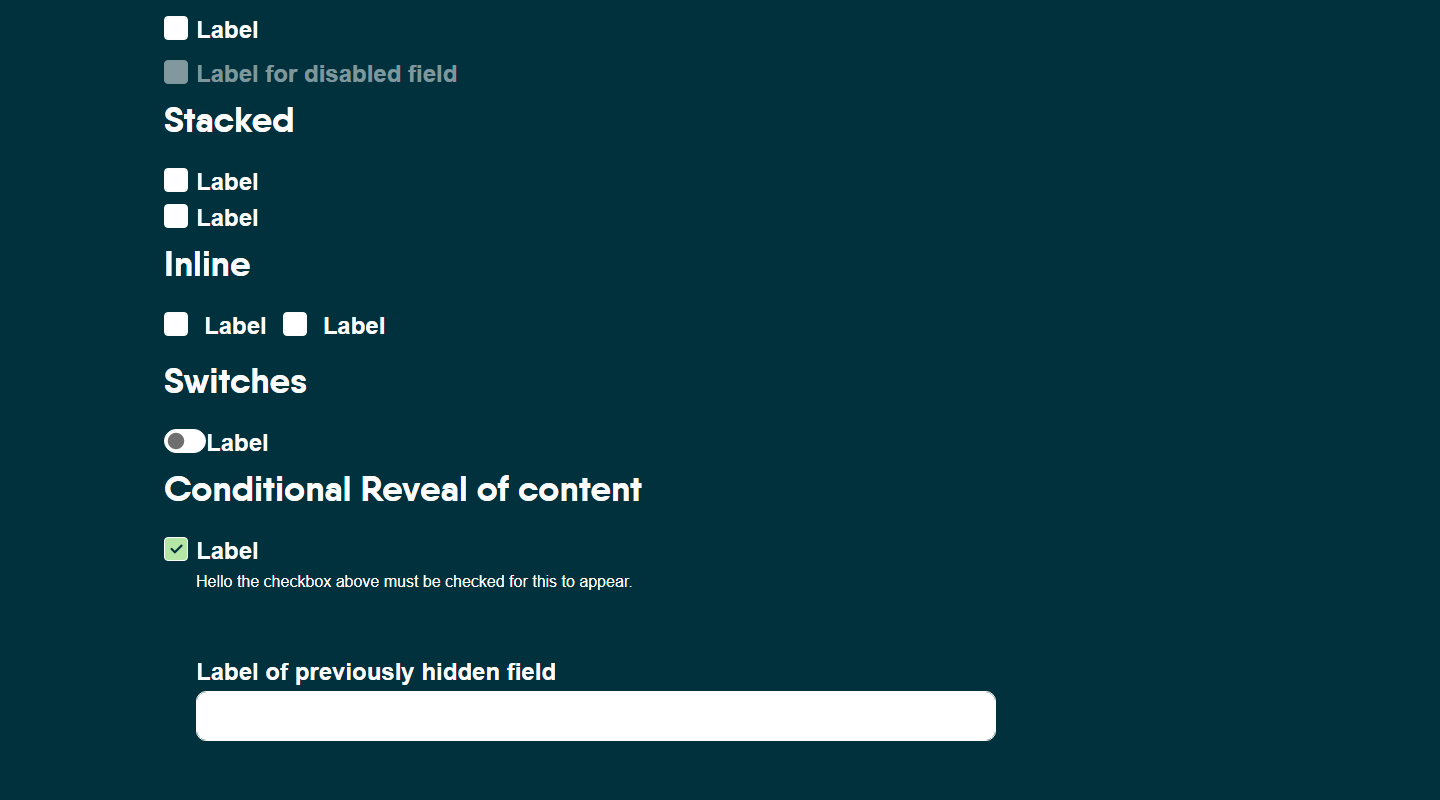 Label
Label for disabled field
Stacked
Label
Label
Inline
Label Label
Switches
Label
Conditional Reveal of content
Label
Hello the checkbox above must be checked for this to appear.
Label of previously hidden field